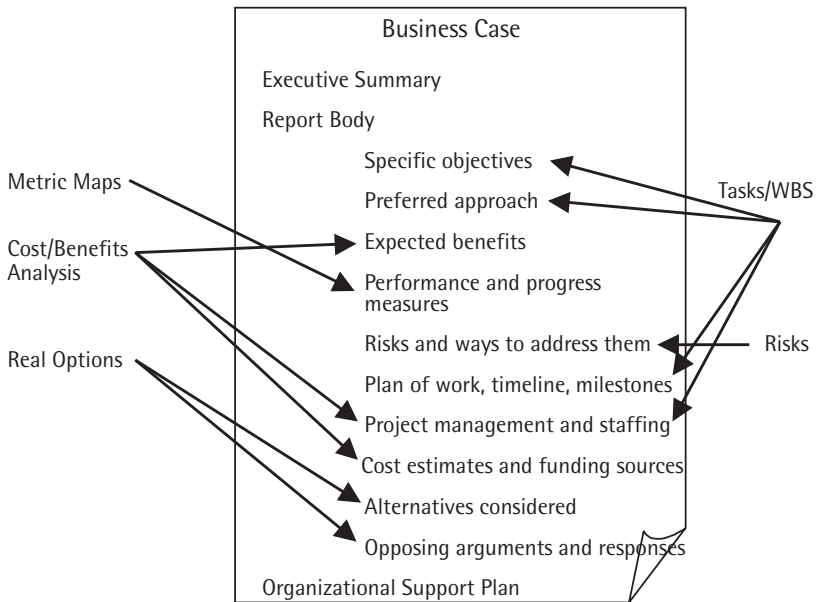 Business Case
Executive Summary
Report Body
Specific objectives
Metric Maps
Tasks/WBS
Preferred approach
Cost/Benefits
Analysis
Expected benefits
Performance and progress
measures
Real Options
Risks and ways to address them
Risks
Plan of work, timeline, milestones
Project management and staffing
Cost estimates and funding sources
Alternatives considered
Opposing arguments and responses
Organizational Support Plan